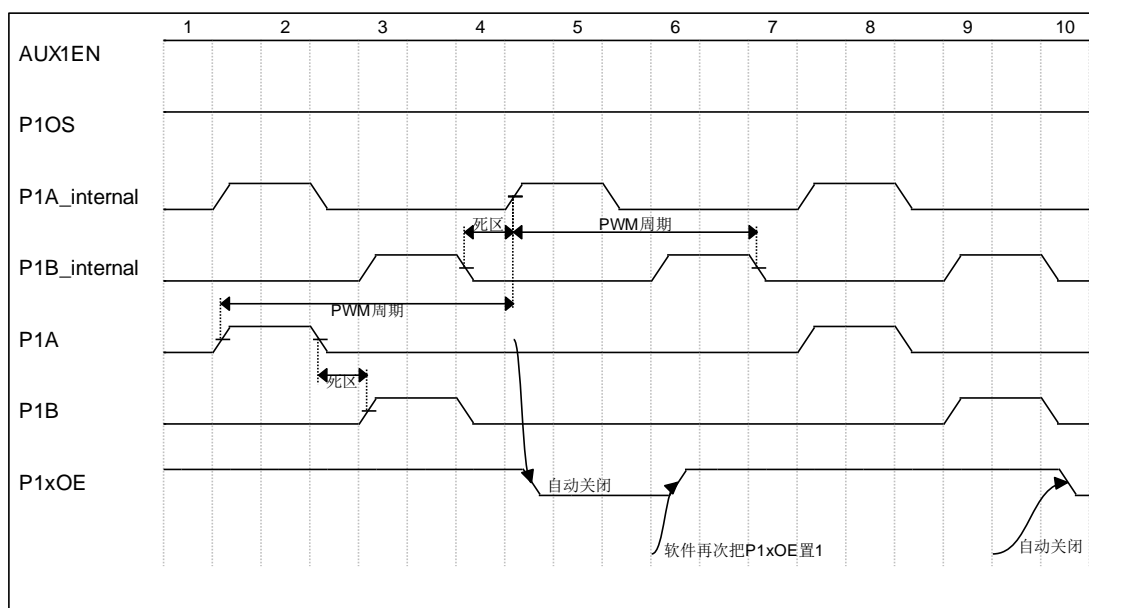 1 2 3 4 5 6 7 8 9 10
AUX1EN
P1OS
P1A_internal
死区 PWM周期
P1B_internal
PWM周期
P1A
死区
P1B
P1xOE
自动关闭
软件再次把P1xOE置1
自动关闭